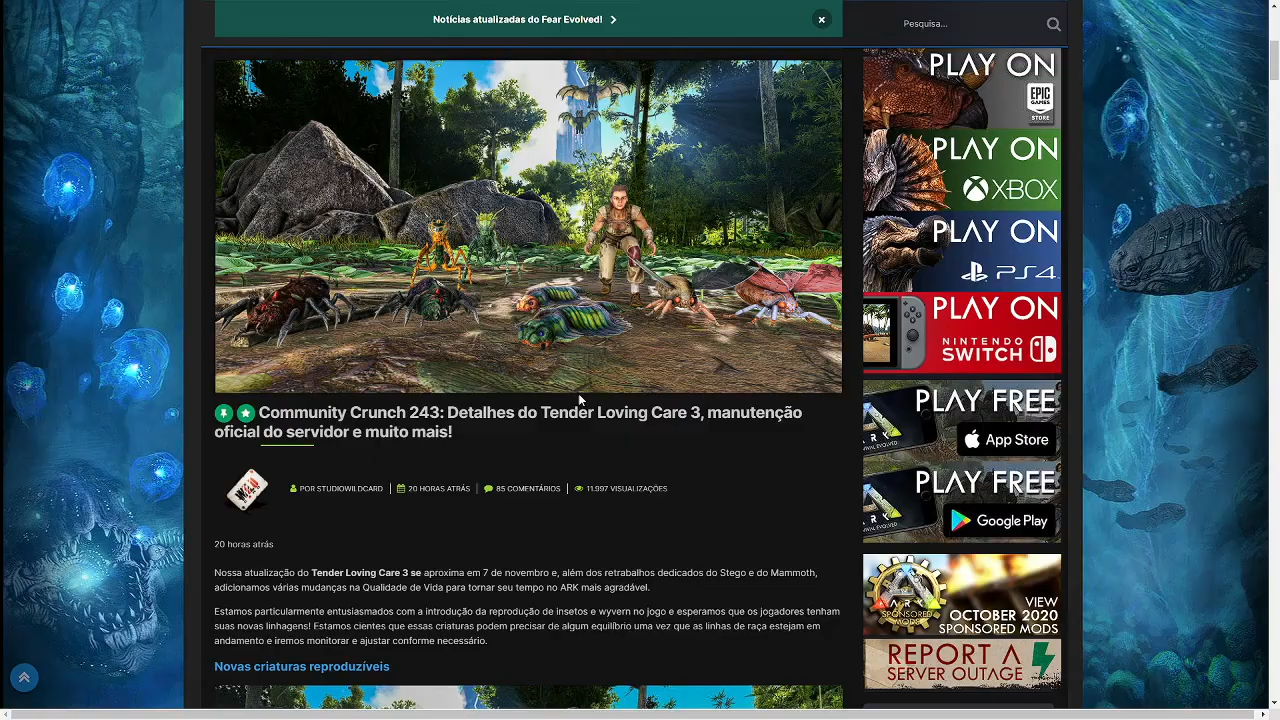 Notícias atualizadas do Fear Evolved!
Pesquisa...
PLAY ON
EPIC
GAMES
STORE
PLAY ON
XBOX
PLAY ON
PS4
PLAY ON
NINTENDO
SWITCH
Community Crunch 243: Detalhes do Tender Loving Care 3, manutenção
oficial do servidor e muito mais!
POR STUDIOWILDCARD
20 HORAS ATRÁS
85 COMENTÁRIOS
11.997 VISUALIZAÇÕES
20 horas atrás
Nossa atualização do Tender Loving Care 3 se aproxima em 7 de novembro e, além dos retrabalhos dedicados do Stego e do Mammoth,
adicionamos várias mudanças na Qualidade de Vida para tornar seu tempo no ARK mais agradável.
Estamos particularmente entusiasmados com a introdução da reprodução de insetos e wyvern no jogo e esperamos que os jogadores tenham
suas novas linhagens! Estamos cientes que essas criaturas podem precisar de algum equilíbrio uma vez que as linhas de raça estejam em
andamento e iremos monitorar e ajustar conforme necessário.
Novas criaturas reproduzíveis
PLAY FREE
App Store
PLAY FREE
Google Play
ARK
SPONSORED
MODS
VIEW
OCTOBER 2020
SPONSORED MODS
REPORT A
SERVER OUTAGE